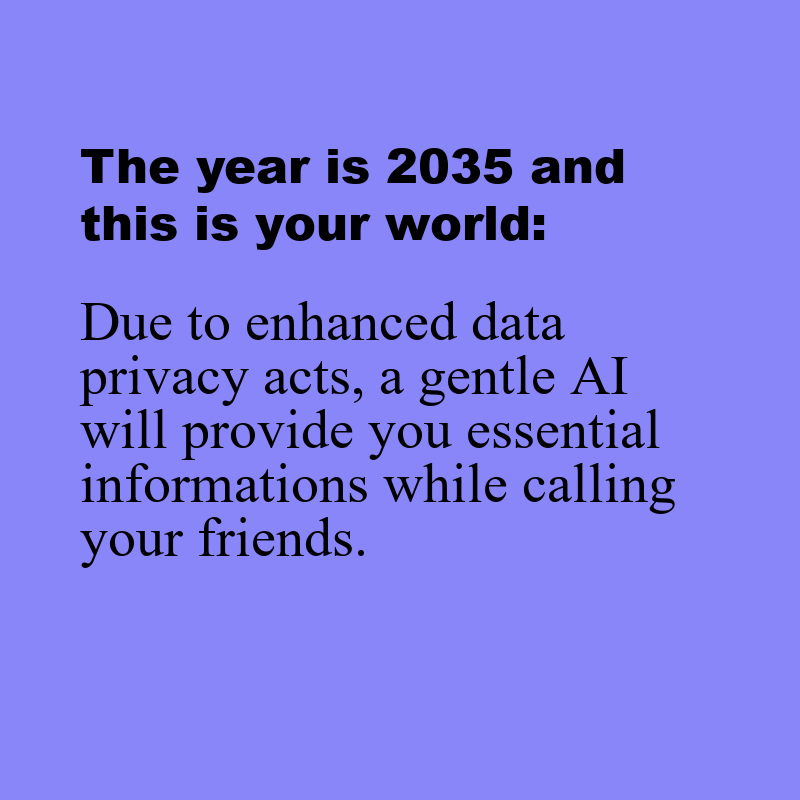 The year is 2035 and
this is your world:
Due to enhanced data
privacy acts, a gentle AI
will provide you essential
informations while calling
your friends.